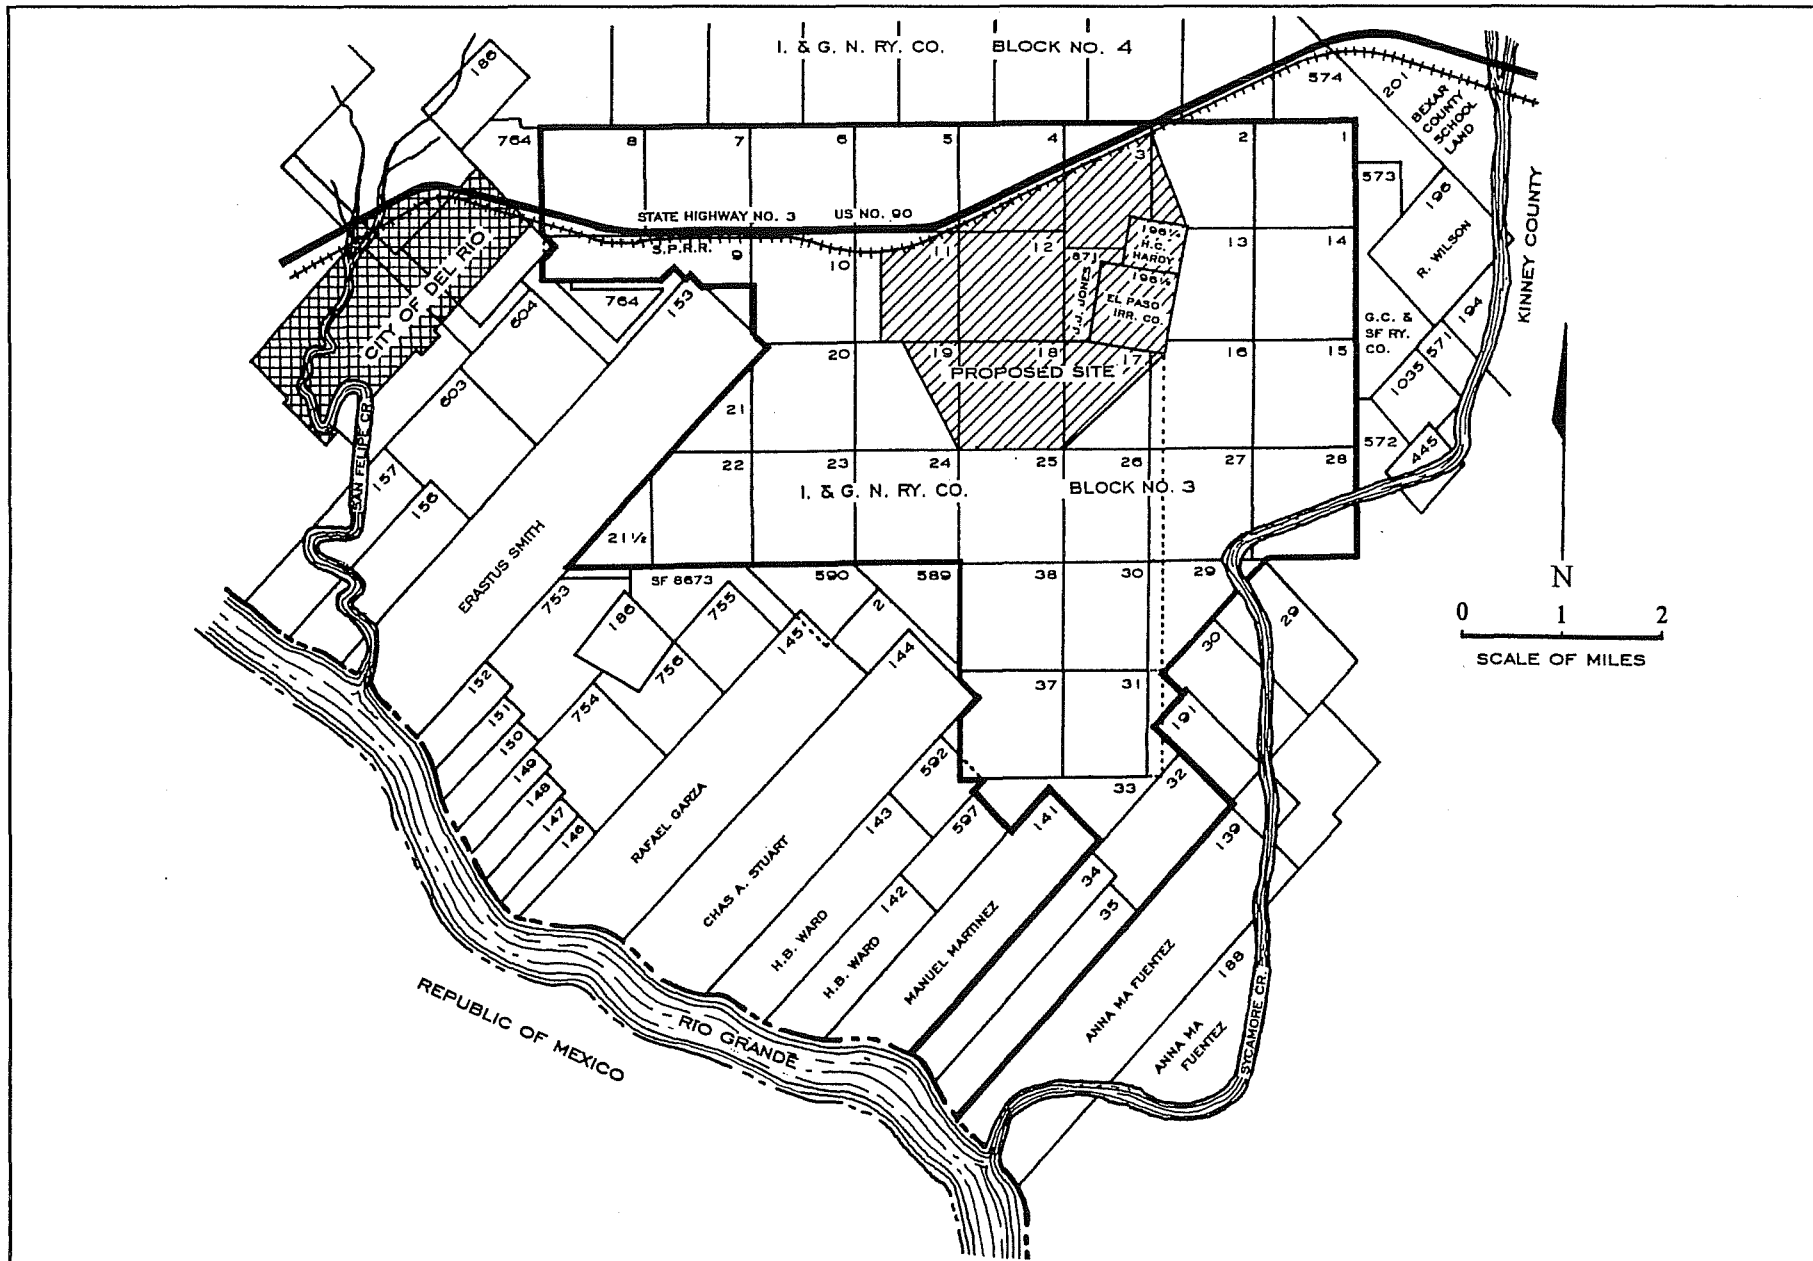 I. & G. N. RY. CO. BLOCK NO. 4
186
574
201
BEXAR
COUNTY
SCHOOL
LAND
764
8
7
6
5
4
3
2
1
573
196
R. WILSON
KINNEY COUNTY
STATE HIGHWAY NO. 3 US NO. 90
S.P.R.R.
9
10
11
12
196¼
H.C.
HARDY
871
J.J. JONES
196½
EL PASO
IRR. CO.
13
14
CITY OF DEL RIO
604
764
153
G.C. &
SF RY.
CO.
194
571
1035
603
20
19
18
17
16
15
PROPOSED SITE
21
572
445
SAN FELIPE CR.
157
156
22
23
24
25
26
27
28
I. & G. N. RY. CO. BLOCK NO. 3
21½
ERASTUS SMITH
753
SF 8673
590
589
38
30
29
186
755
2
30
29
N
0 1 2
SCALE OF MILES
145
144
756
152
754
151
150
149
148
147
146
37
31
191
592
32
33
RAFAEL GARZA
143
597
141
139
CHAS A. STUART
142
34
35
H.B. WARD
H.B. WARD
MANUEL MARTINEZ
ANNA MA FUENTEZ
188
ANNA MA
FUENTEZ
SYCAMORE CR.
REPUBLIC OF MEXICO
RIO GRANDE